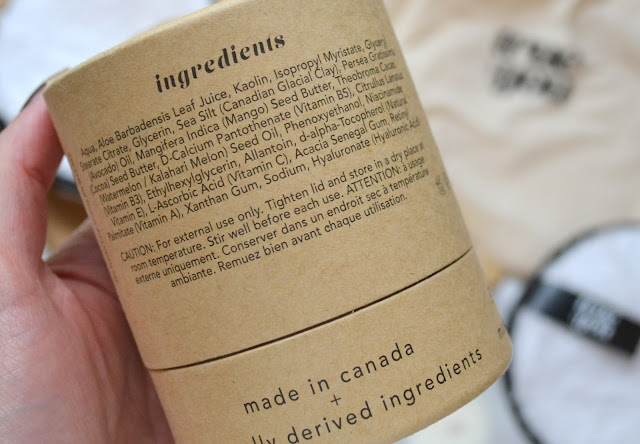 ingredients
Aqua, Aloe Barbadensis Leaf Juice, Kaolin, Isopropyl Myristate, Glyceryl
Stearate Citrate, Glycerin, Sea Silt (Canadian Glacial Clay), Persea Gratissima
(Avocado) Oil, Mangifera Indica (Mango) Seed Butter, Theobroma Cacao
Cocoa) Seed Butter, D-Calcium Pantothenate (Vitamin B5), Citrullus Lanatus
(Watermelon / Kalahari Melon) Seed Oil, Phenoxyethanol, Niacinamide
(Vitamin B3), Ethylhexylglycerin, Allantoin, d-alpha-Tocopherol (Natural
Vitamin E), L-Ascorbic Acid (Vitamin C), Acacia Senegal Gum, Retinyl
Palmitate (Vitamin A), Xanthan Gum, Sodium, Hyaluronate (Hyaluronic Acid)
CAUTION: For external use only. Tighten lid and store in a dry place at
room temperature. Stir well before each use. ATTENTION: à usage
externe uniquement. Conserver dans un endroit sec à température
ambiante. Remuez bien avant chaque utilisation.
made in canada
+
lly derived ingredients